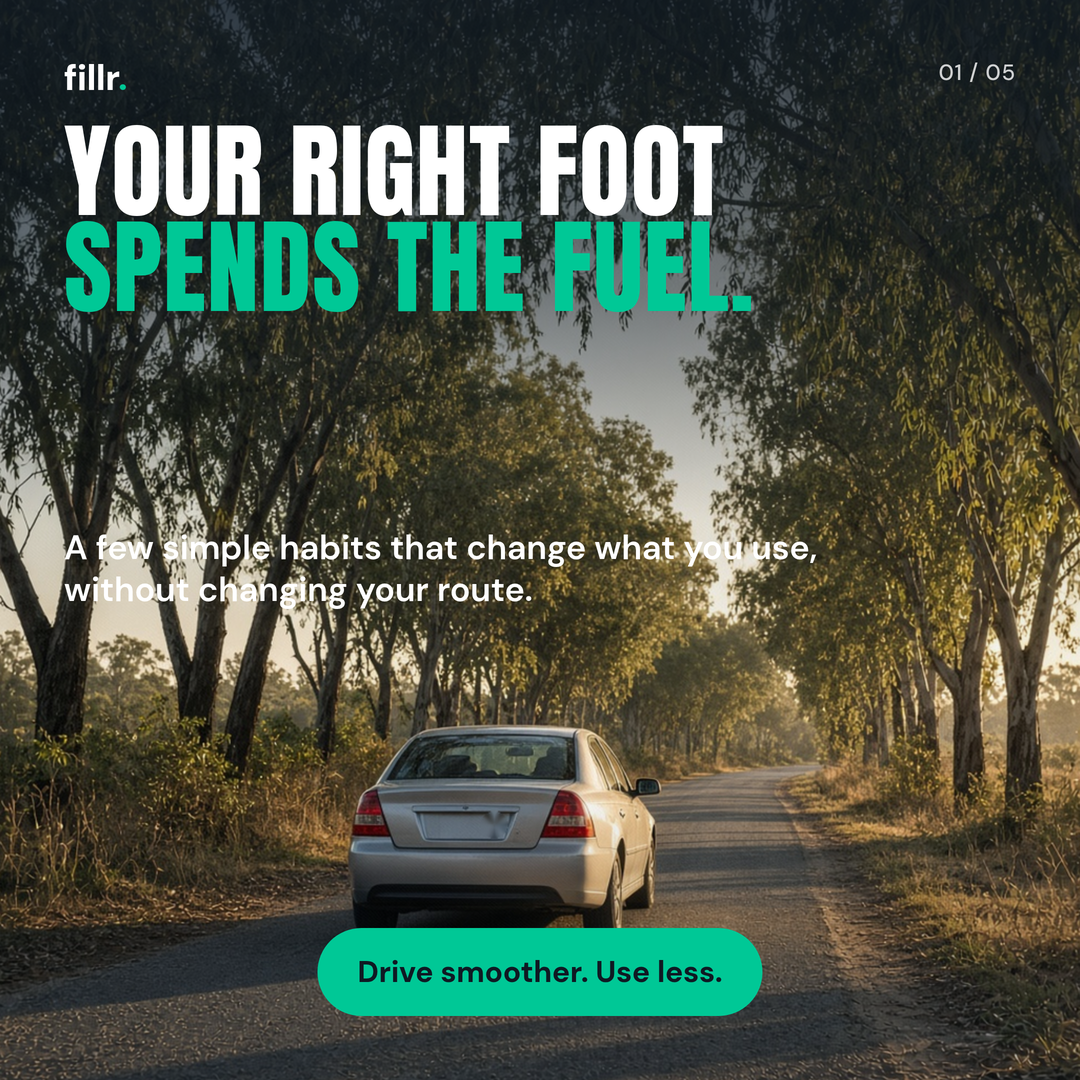 fillr.
01 / 05
YOUR RIGHT FOOT
SPENDS THE FUEL.
A few simple habits that change what you use,
without changing your route.
Drive smoother. Use less.